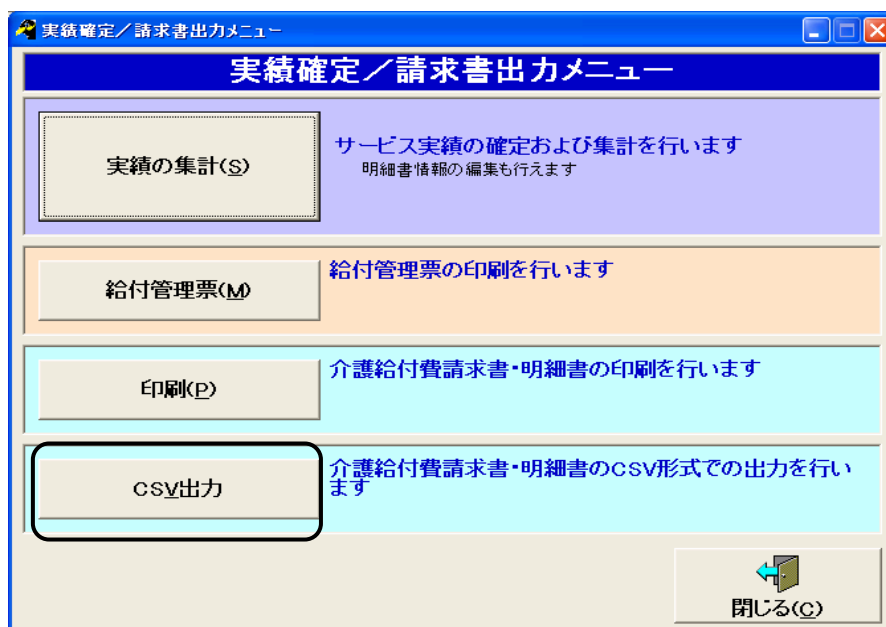 実績確定／請求書出力メニュー
実績確定／請求書出力メニュー
実績の集計(S)
サービス実績の確定および集計を行います
明細書情報の編集も行えます
給付管理票(M)
給付管理票の印刷を行います
印刷(P)
介護給付費請求書・明細書の印刷を行います
CSV出力
介護給付費請求書・明細書のCSV形式での出力を行い
ます
閉じる(C)